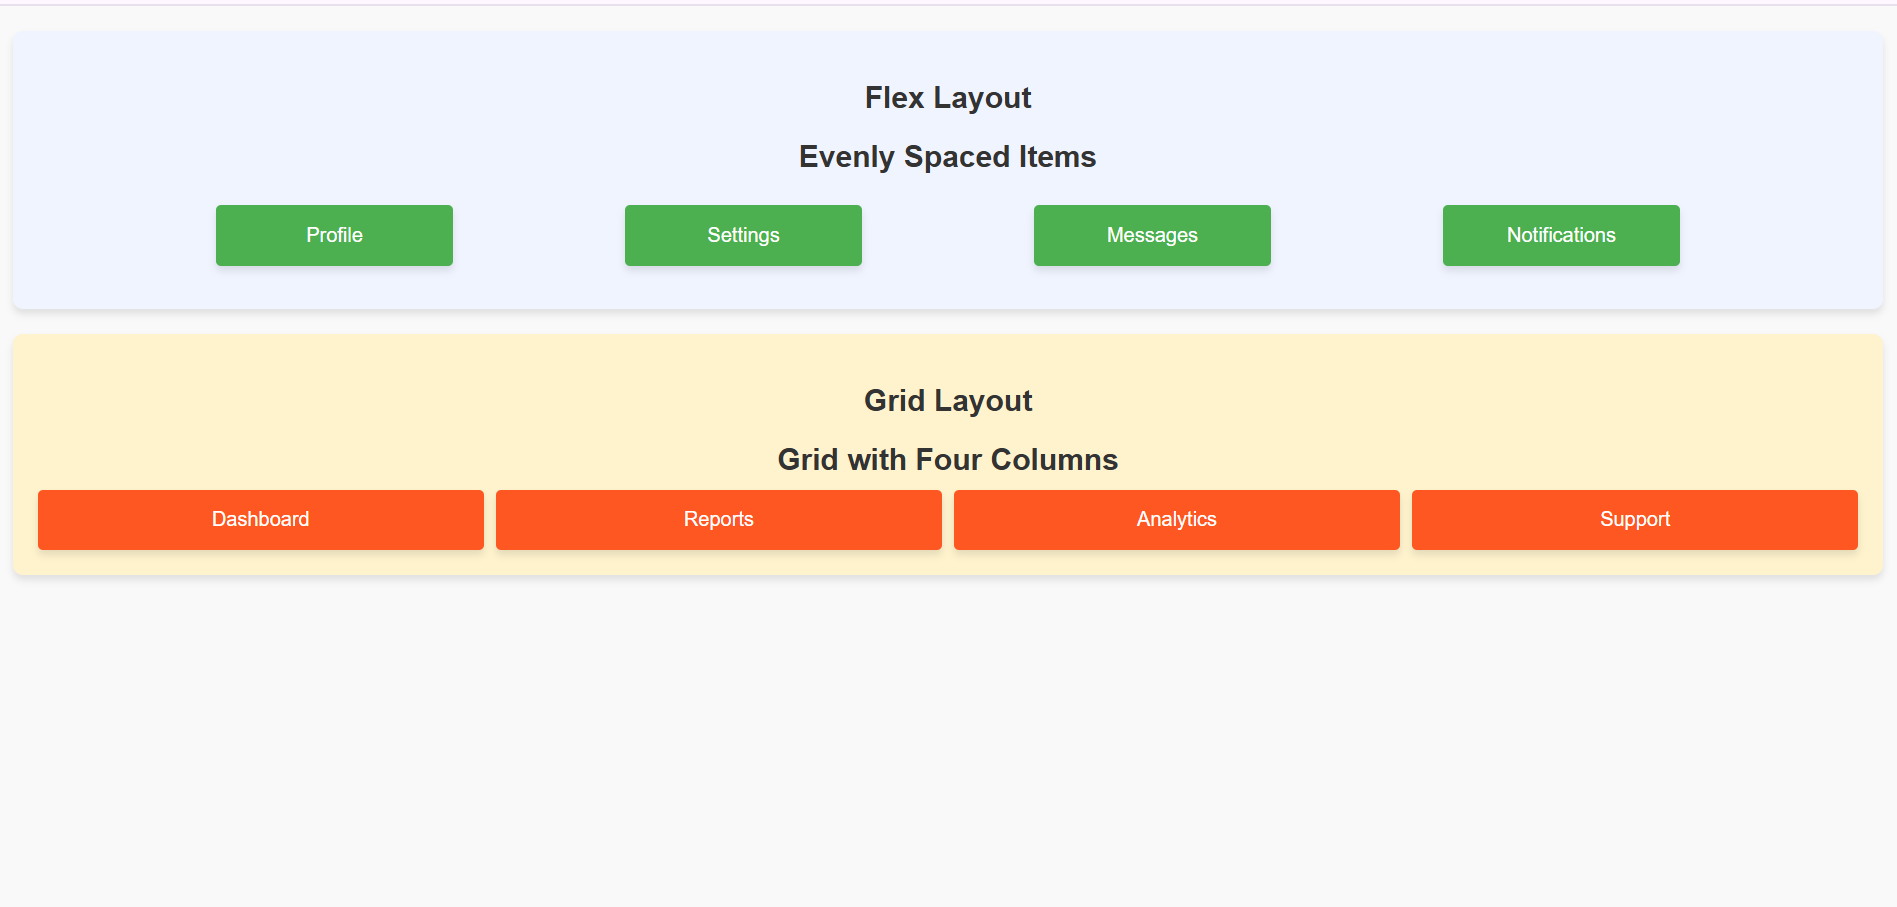 Flex Layout
Evenly Spaced Items
Profile Settings Messages Notifications
Grid Layout
Grid with Four Columns
Dashboard Reports Analytics Support